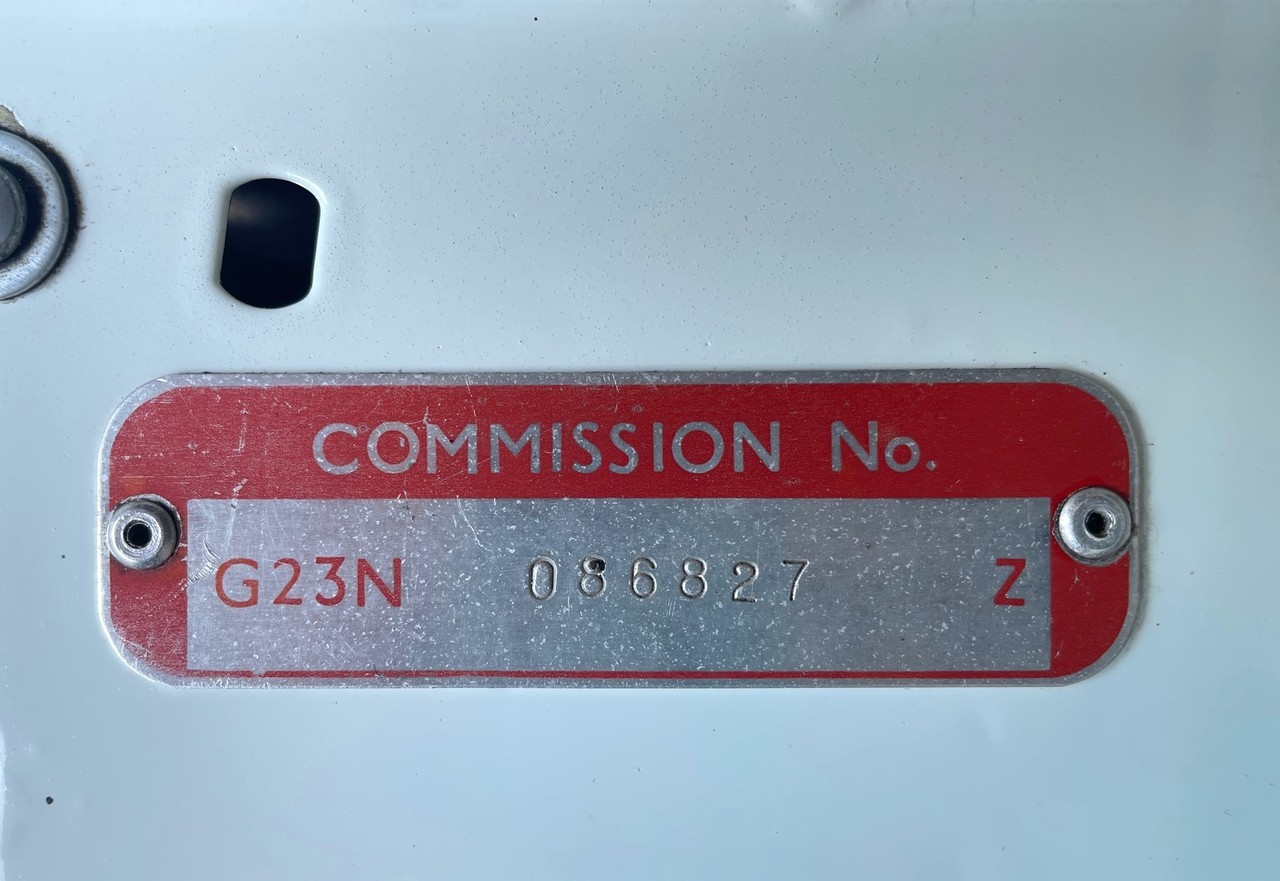 COMMISSION No.
G23N 086827 Z